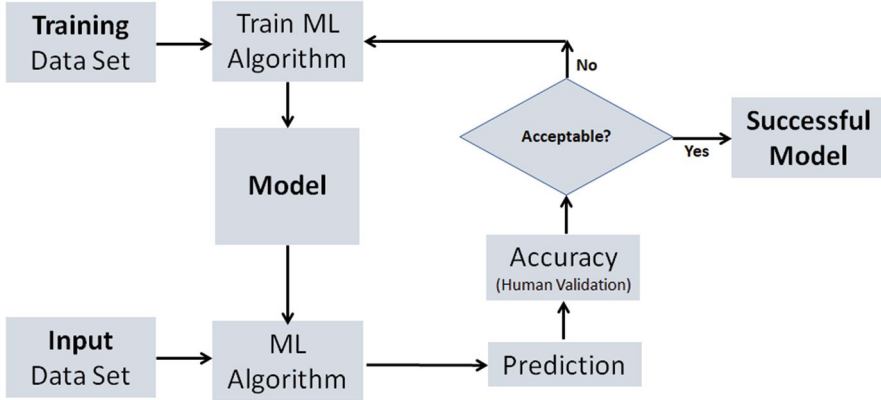 Training
Data Set
Train ML
Algorithm
No
Acceptable?
Yes
Successful
Model
Model
Accuracy
(Human Validation)
Input
Data Set
ML
Algorithm
Prediction